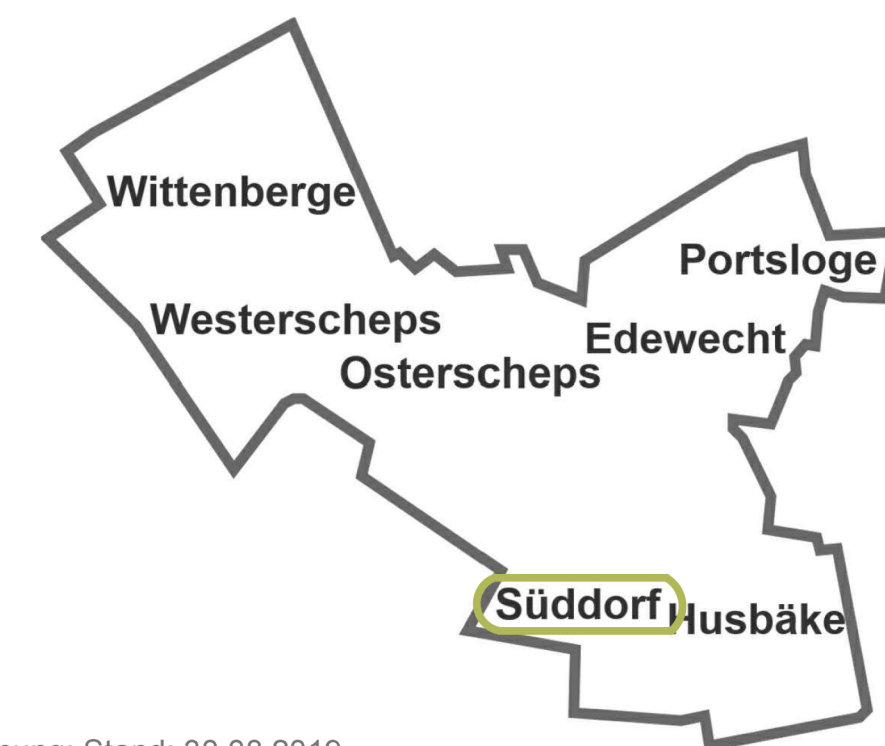 Wittenberge
Portsloge
Westerscheps
Edewecht
Osterscheps
Süddorf
Husbäke
Stand: